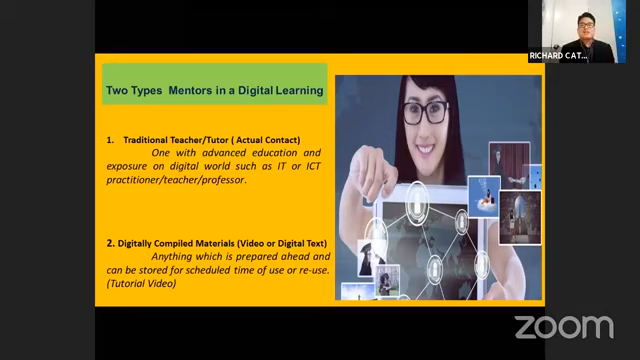 RICHARD CAT...
Two Types Mentors in a Digital Learning
1. Traditional Teacher/Tutor ( Actual Contact)
One with advanced education and
exposure on digital world such as IT or ICT
practitioner/teacher/professor.
2. Digitally Compiled Materials (Video or Digital Text)
Anything which is prepared ahead and
can be stored for scheduled time of use or re-use.
(Tutorial Video)
zoom